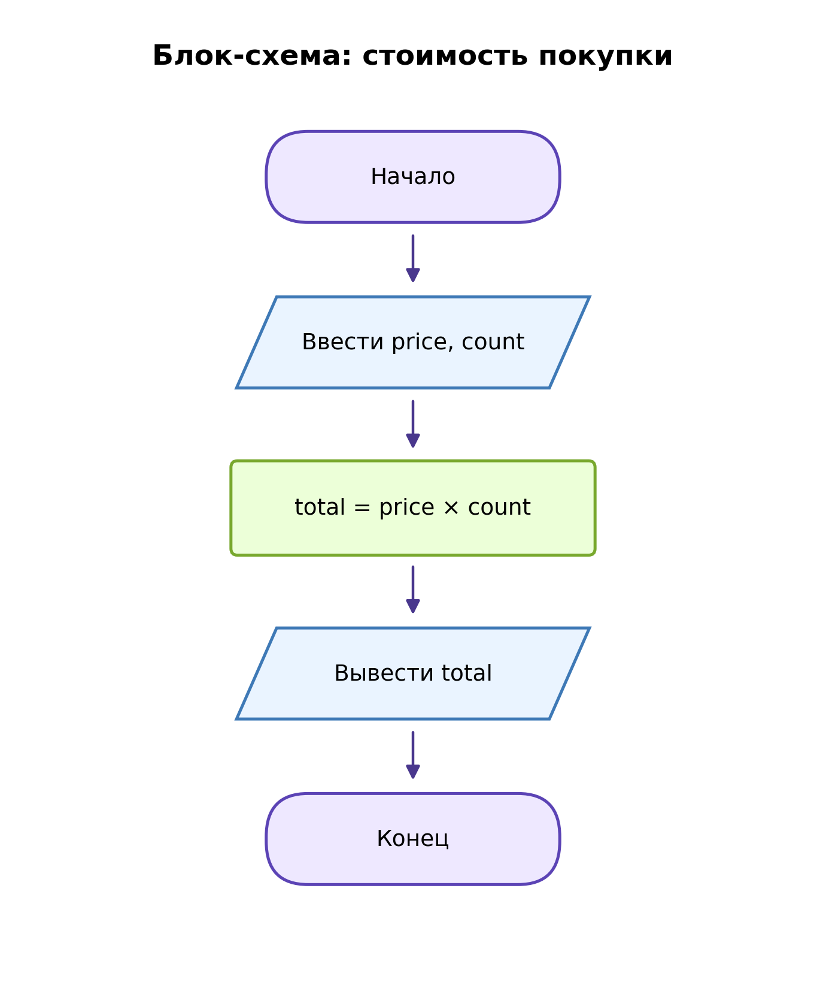 Блок-схема: стоимость покупки
Начало
Ввести price, count
total = price × count
Вывести total
Конец